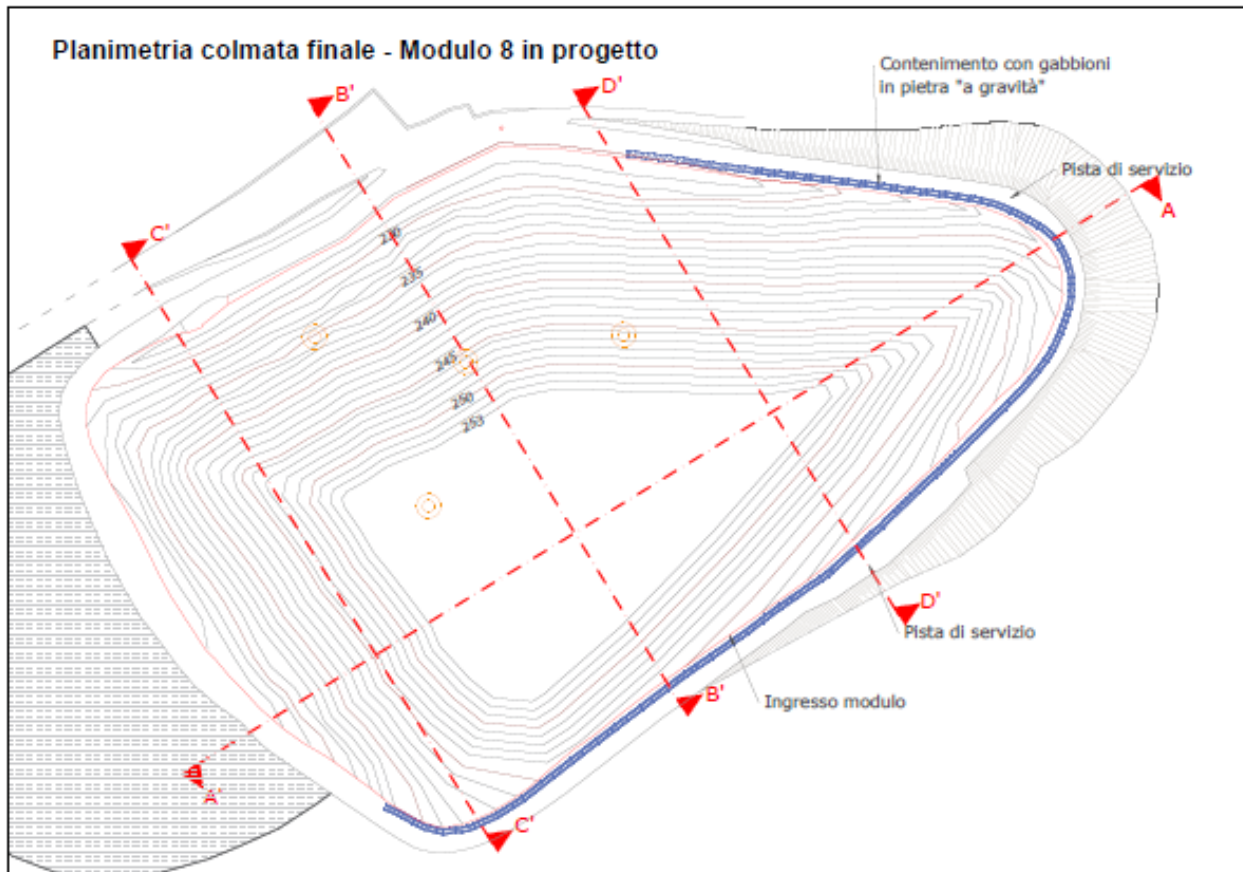 Planimetria colmata finale - Modulo 8 in progetto
Contenimento con gabbioni
in pietra "a gravità"
B'
D'
Pista di servizio
A
C'
230
235
240
245
250
253
D'
Pista di servizio
B'
Ingresso modulo
A'
C'